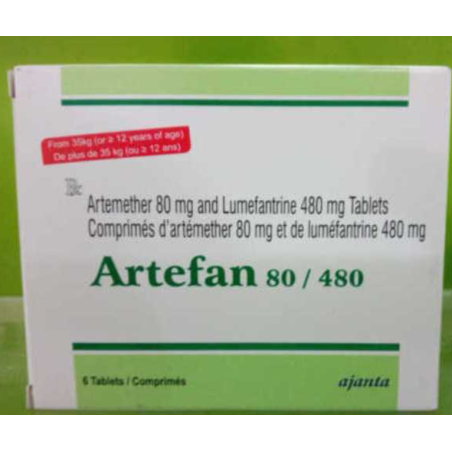 From 35kg (or ≥ 12 years of age)
De plus de 35 kg (ou ≥ 12 ans)
Rx
Artemether 80 mg and Lumefantrine 480 mg Tablets
Comprimés d'artéméther 80 mg et de luméfantrine 480 mg
Artefan 80 / 480
6 Tablets / Comprimés
ajanta